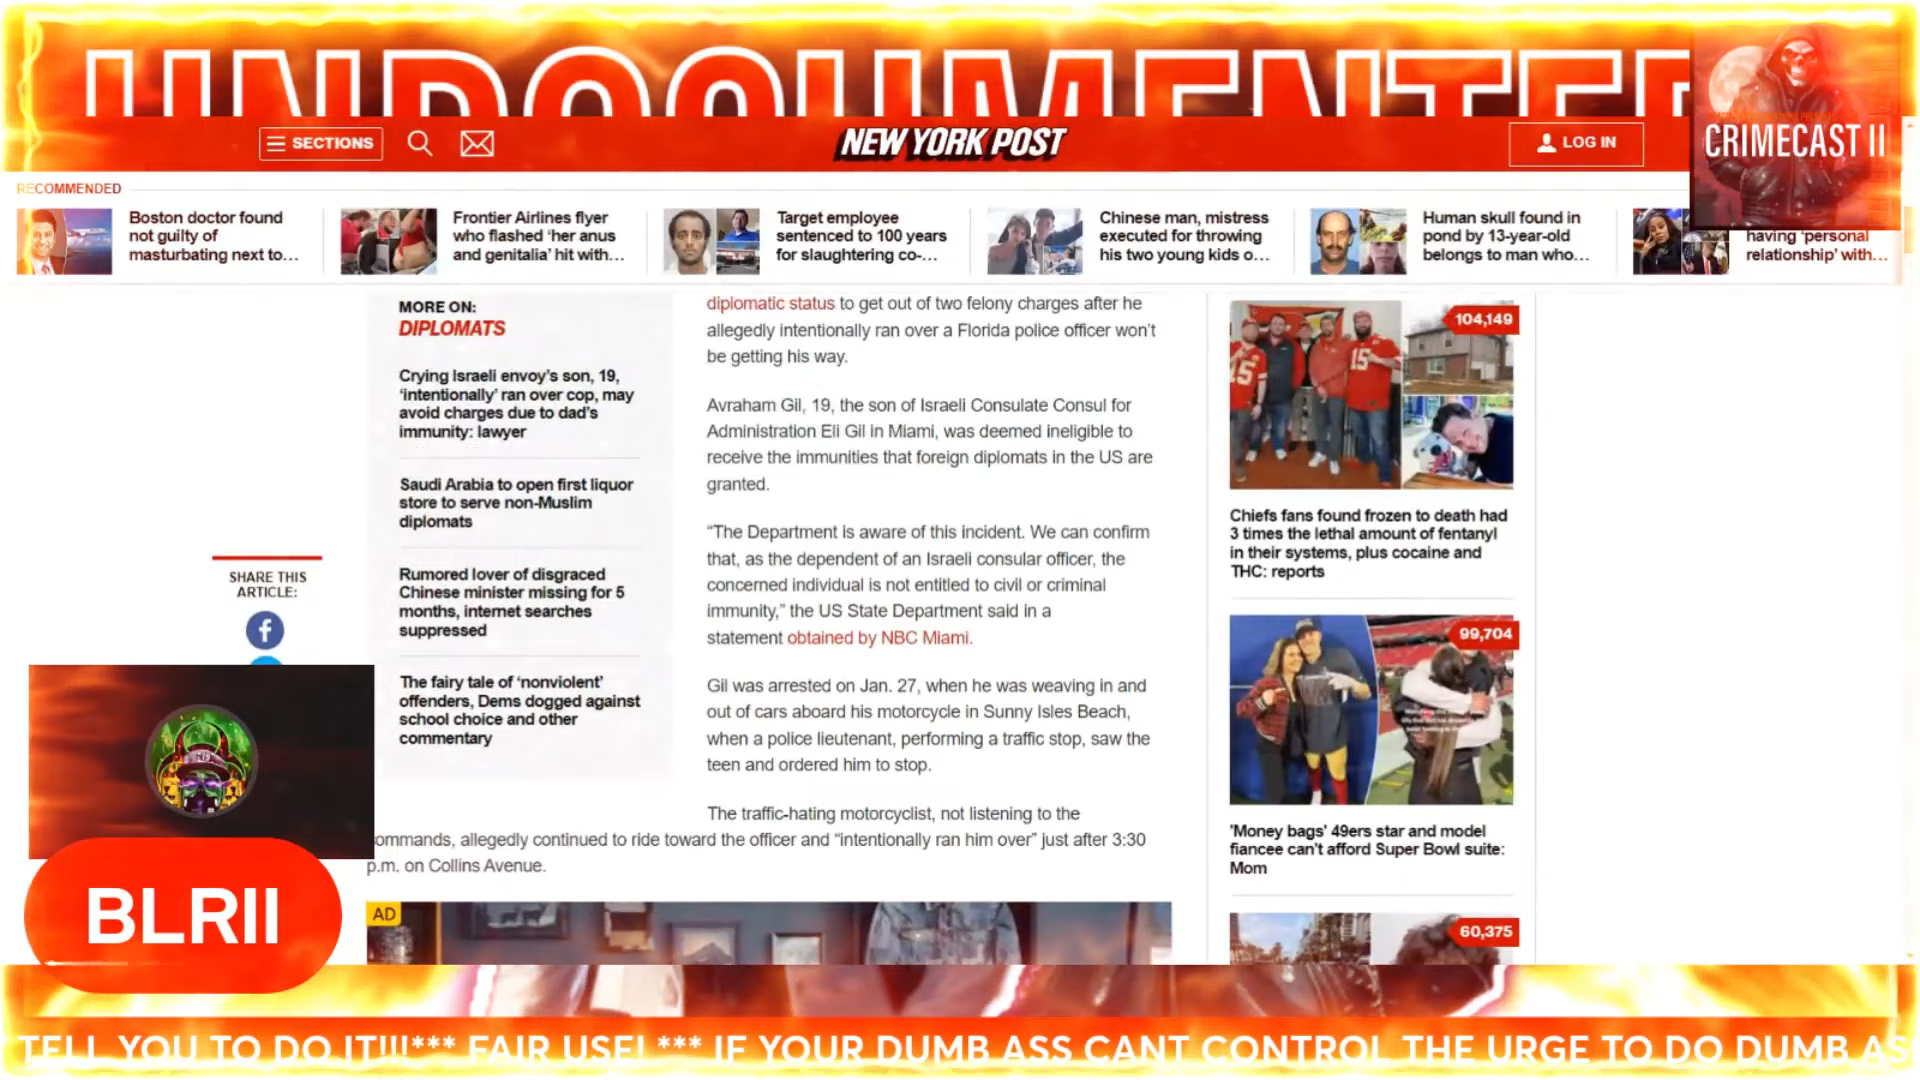 UNDOCUMENTED
CRIMECAST II
SECTIONS
NEW YORK POST
LOG IN
RECOMMENDED
Boston doctor found
not guilty of
masturbating next to...
Frontier Airlines flyer
who flashed ‘her anus
and genitalia’ hit with...
Target employee
sentenced to 100 years
for slaughtering co-...
Chinese man, mistress
executed for throwing
his two young kids o...
Human skull found in
pond by 13-year-old
belongs to man who...
having ‘personal
relationship’ with...
MORE ON:
DIPLOMATS
Crying Israeli envoy’s son, 19,
‘intentionally’ ran over cop, may
avoid charges due to dad’s
immunity: lawyer
Saudi Arabia to open first liquor
store to serve non-Muslim
diplomats
Rumored lover of disgraced
Chinese minister missing for 5
months, internet searches
suppressed
The fairy tale of ‘nonviolent’
offenders, Dems dogged against
school choice and other
commentary
SHARE THIS
ARTICLE:
diplomatic status to get out of two felony charges after he
allegedly intentionally ran over a Florida police officer won’t
be getting his way.
Avraham Gil, 19, the son of Israeli Consulate Consul for
Administration Eli Gil in Miami, was deemed ineligible to
receive the immunities that foreign diplomats in the US are
granted.
“The Department is aware of this incident. We can confirm
that, as the dependent of an Israeli consular officer, the
concerned individual is not entitled to civil or criminal
immunity,” the US State Department said in a
statement obtained by NBC Miami.
Gil was arrested on Jan. 27, when he was weaving in and
out of cars aboard his motorcycle in Sunny Isles Beach,
when a police lieutenant, performing a traffic stop, saw the
teen and ordered him to stop.
The traffic-hating motorcyclist, not listening to the
ommands, allegedly continued to ride toward the officer and “intentionally ran him over” just after 3:30
p.m. on Collins Avenue.
AD
104,149
Chiefs fans found frozen to death had
3 times the lethal amount of fentanyl
in their systems, plus cocaine and
THC: reports
99,704
'Money bags' 49ers star and model
fiancee can't afford Super Bowl suite:
Mom
60,375
BLRII
TELL YOU TO DO IT!!!*** FAIR USE! *** IF YOUR DUMB ASS CANT CONTROL THE URGE TO DO DUMB AS